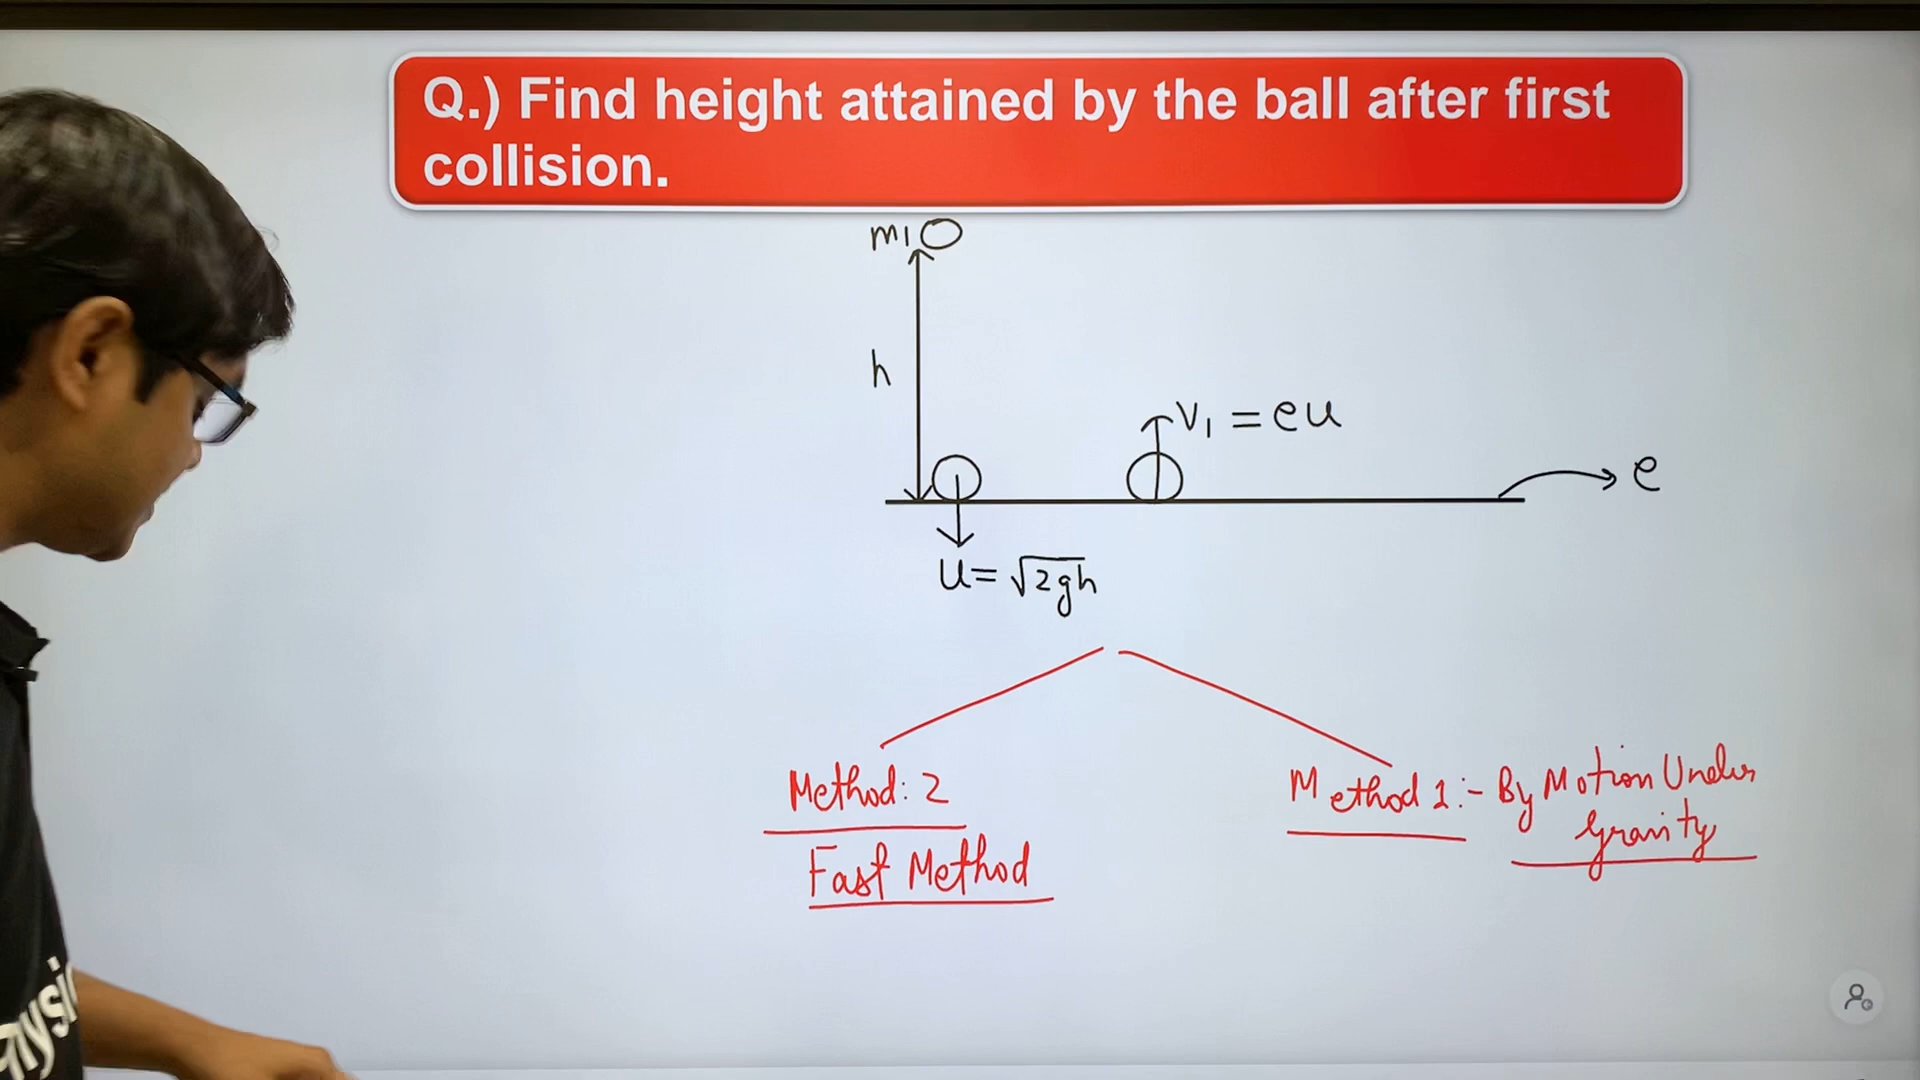 Q.) Find height attained by the ball after first
collision.
m₁
h
V₁ = eu
e
u = √2gh
Method: 2
Fast Method
Method 1:- By Motion Under
Gravity